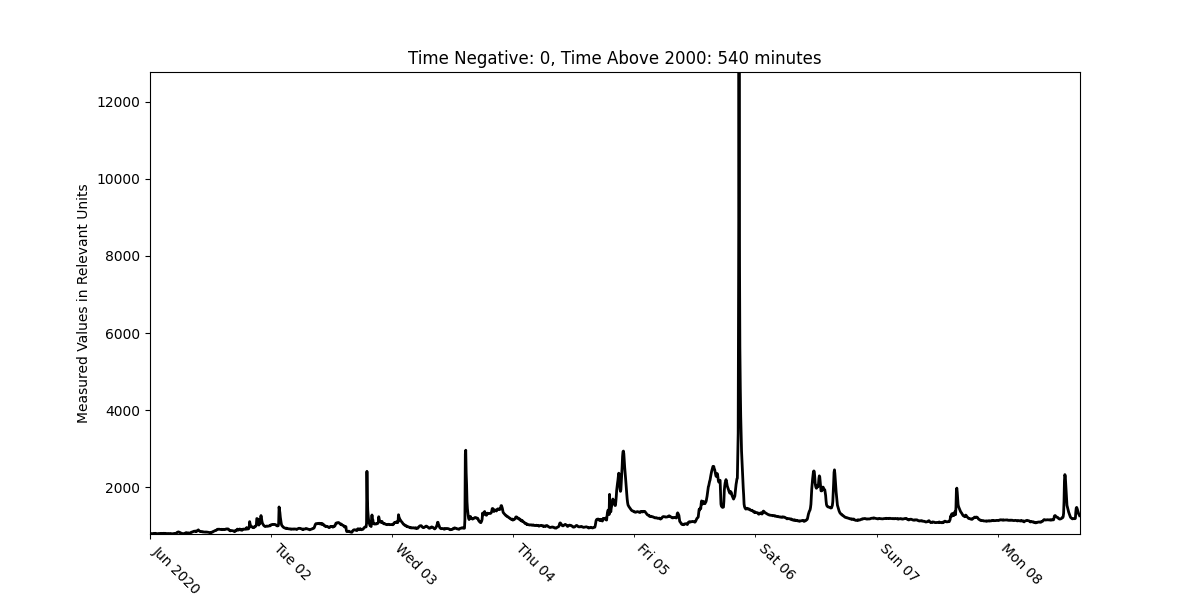 Time Negative: 0, Time Above 2000: 540 minutes
Measured Values in Relevant Units
12000
10000
8000
6000
4000
2000
Jun 2020
Tue 02
Wed 03
Thu 04
Fri 05
Sat 06
Sun 07
Mon 08